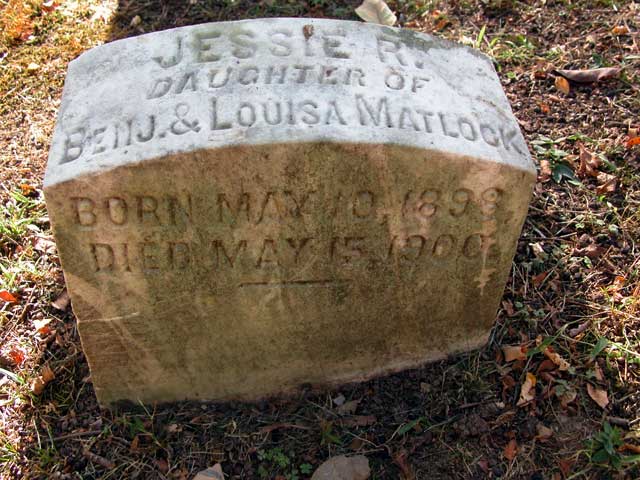 JESSIE R.
DAUGHTER OF
BENJ. & LOUISA MATLOCK
BORN MAY 10, 1898
DIED MAY 15, 1900.